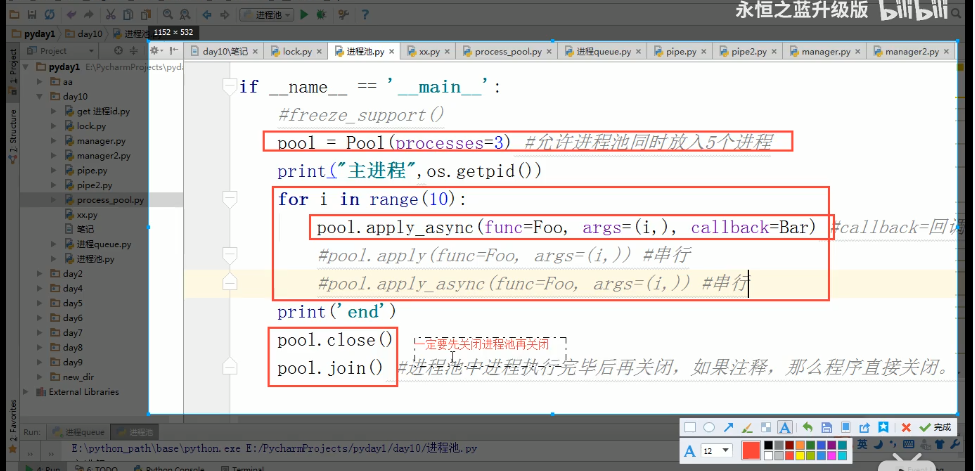 永恒之蓝升级版 bilibili
进程池
pyday1 day10 进程
1152 × 532
Project
day10\笔记 lock.py 进程池.py xx.py process_pool.py 进程queue.py pipe.py pipe2.py manager.py manager2.py
pyday1 E:\PycharmProjects\pyda
aa
day10
get 进程id.py
lock.py
manager.py
manager2.py
pipe.py
pipe2.py
process_pool.py
xx.py
笔记
进程queue.py
进程池.py
day2
day4
day5
day6
day7
day8
day9
new_dir
External Libraries
1: Project
7: Structure
2: Favorites
if __name__ == '__main__':
#freeze_support()
pool = Pool(processes=3) #允许进程池同时放入5个进程
print("主进程",os.getpid())
for i in range(10):
pool.apply_async(func=Foo, args=(i,), callback=Bar) #callback=回调
#pool.apply(func=Foo, args=(i,)) #串行
#pool.apply_async(func=Foo, args=(i,)) #串行
print('end')
pool.close() 一定要先关闭进程池再关闭
pool.join() #进程池中进程执行完毕后再关闭，如果注释，那么程序直接关闭。
完成
A 12
英
Run: 进程queue 进程池
E:\python_path\base\python.exe E:/PycharmProjects/pyday1/day10/进程池.py
4: Run 6: TODO Python Console Terminal